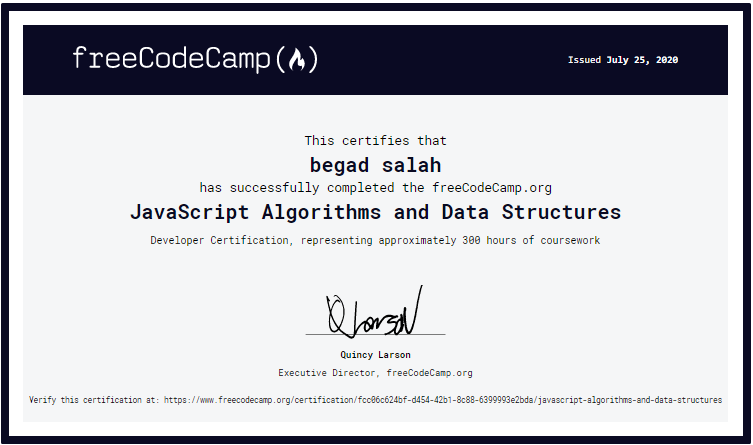 freeCodeCamp
Issued July 25, 2020
This certifies that
begad salah
has successfully completed the freeCodeCamp.org
JavaScript Algorithms and Data Structures
Developer Certification, representing approximately 300 hours of coursework
Q Larson
Quincy Larson
Executive Director, freeCodeCamp.org
Verify this certification at: https://www.freecodecamp.org/certification/fcc06c624bf-d454-42b1-8c88-6399993e2bda/javascript-algorithms-and-data-structures